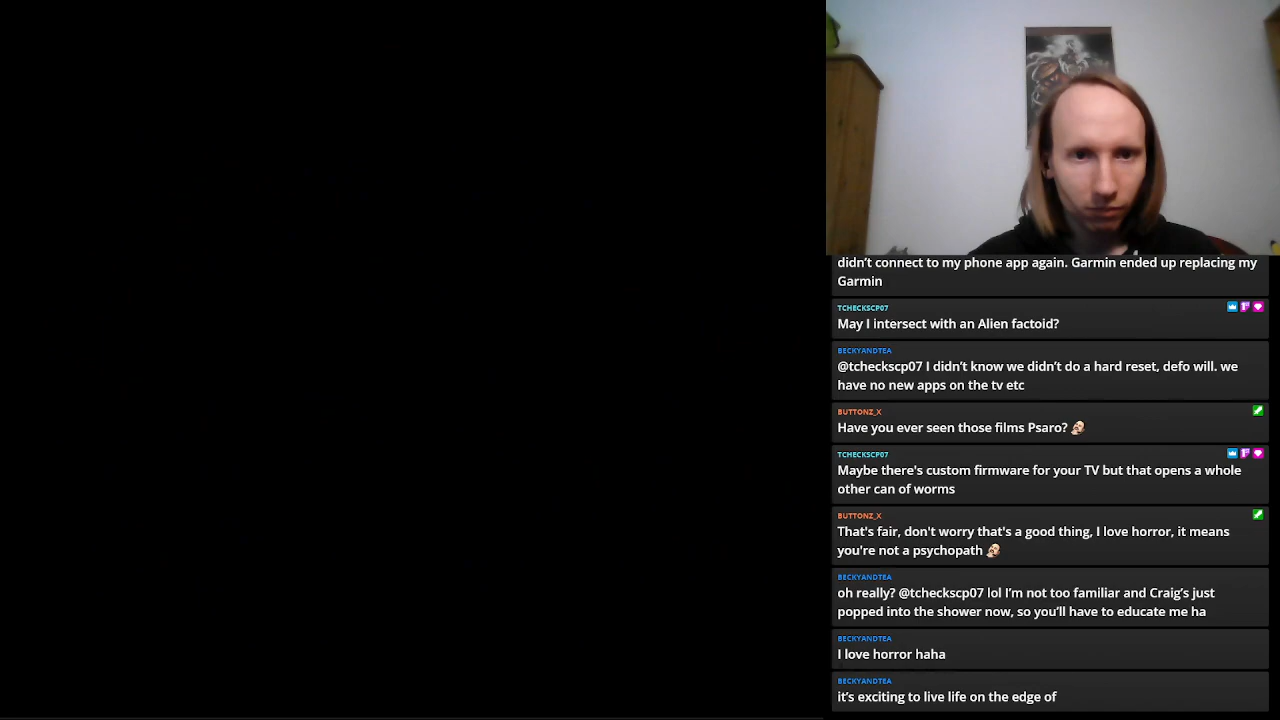 didn't connect to my phone app again. Garmin ended up replacing my
Garmin
TCHECKSCP07
May I intersect with an Alien factoid?
BECKYANDTEA
@tcheckscp07 I didn't know we didn't do a hard reset, defo will. we
have no new apps on the tv etc
BUTTONZ_X
Have you ever seen those films Psaro?
TCHECKSCP07
Maybe there's custom firmware for your TV but that opens a whole
other can of worms
BUTTONZ_X
That's fair, don't worry that's a good thing, I love horror, it means
you're not a psychopath
BECKYANDTEA
oh really? @tcheckscp07 lol I'm not too familiar and Craig's just
popped into the shower now, so you'll have to educate me ha
BECKYANDTEA
I love horror haha
BECKYANDTEA
it's exciting to live life on the edge of